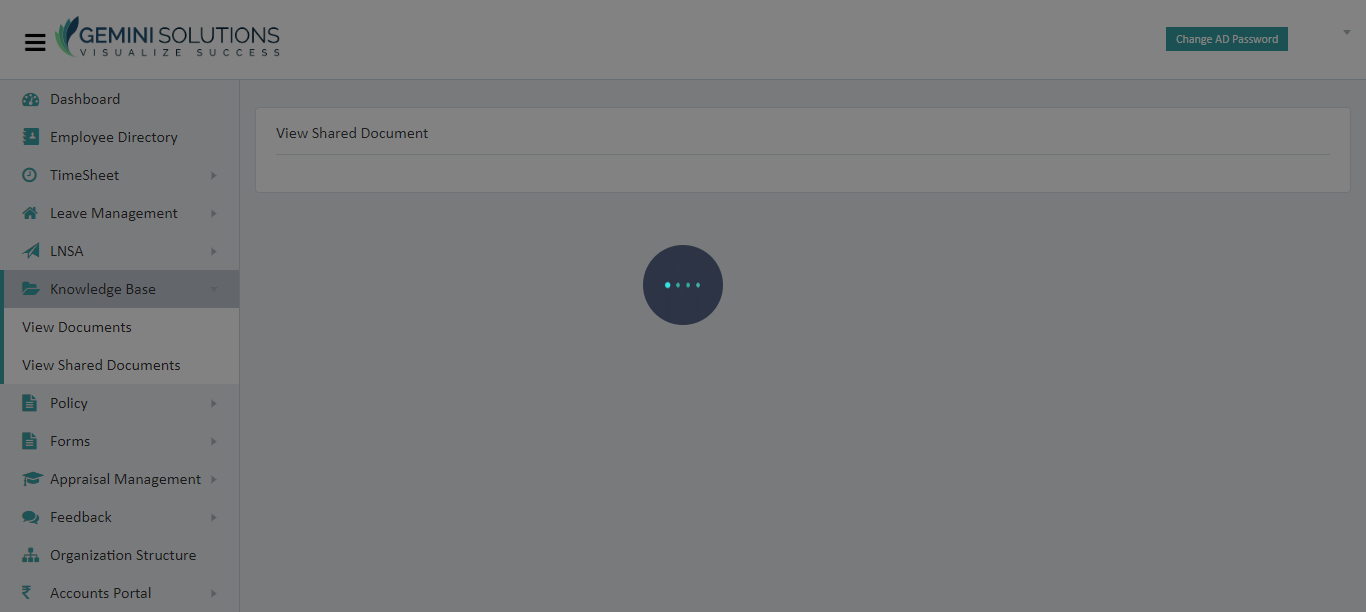 GEMINI SOLUTIONS
VISUALIZE SUCCESS
Change AD Password
Dashboard
Employee Directory
TimeSheet
Leave Management
LNSA
Knowledge Base
View Documents
View Shared Documents
Policy
Forms
Appraisal Management
Feedback
Organization Structure
₹ Accounts Portal
View Shared Document